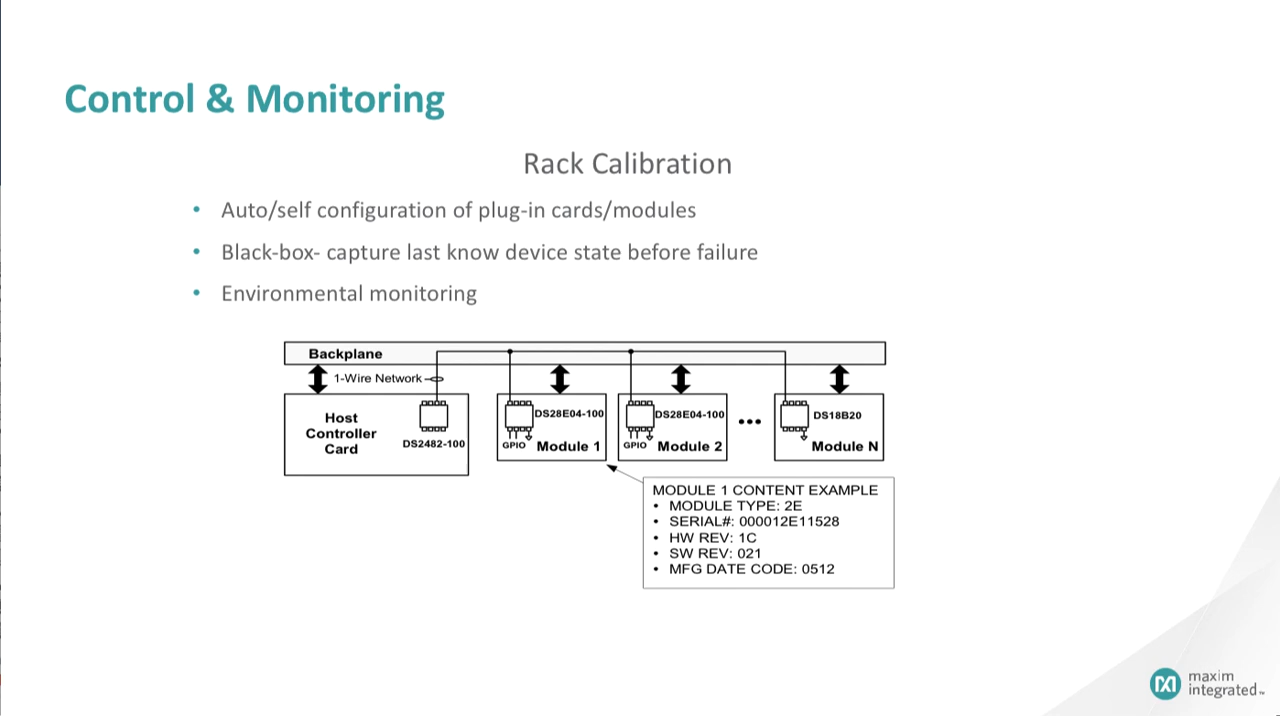 Control & Monitoring
Rack Calibration
• Auto/self configuration of plug-in cards/modules
• Black-box- capture last know device state before failure
• Environmental monitoring
Backplane
1-Wire Network
Host
Controller
Card
DS2482-100
DS28E04-100
GPIO
Module 1
DS28E04-100
GPIO
Module 2
•••
DS18B20
Module N
MODULE 1 CONTENT EXAMPLE
• MODULE TYPE: 2E
• SERIAL#: 000012E11528
• HW REV: 1C
• SW REV: 021
• MFG DATE CODE: 0512
maxim
integrated™